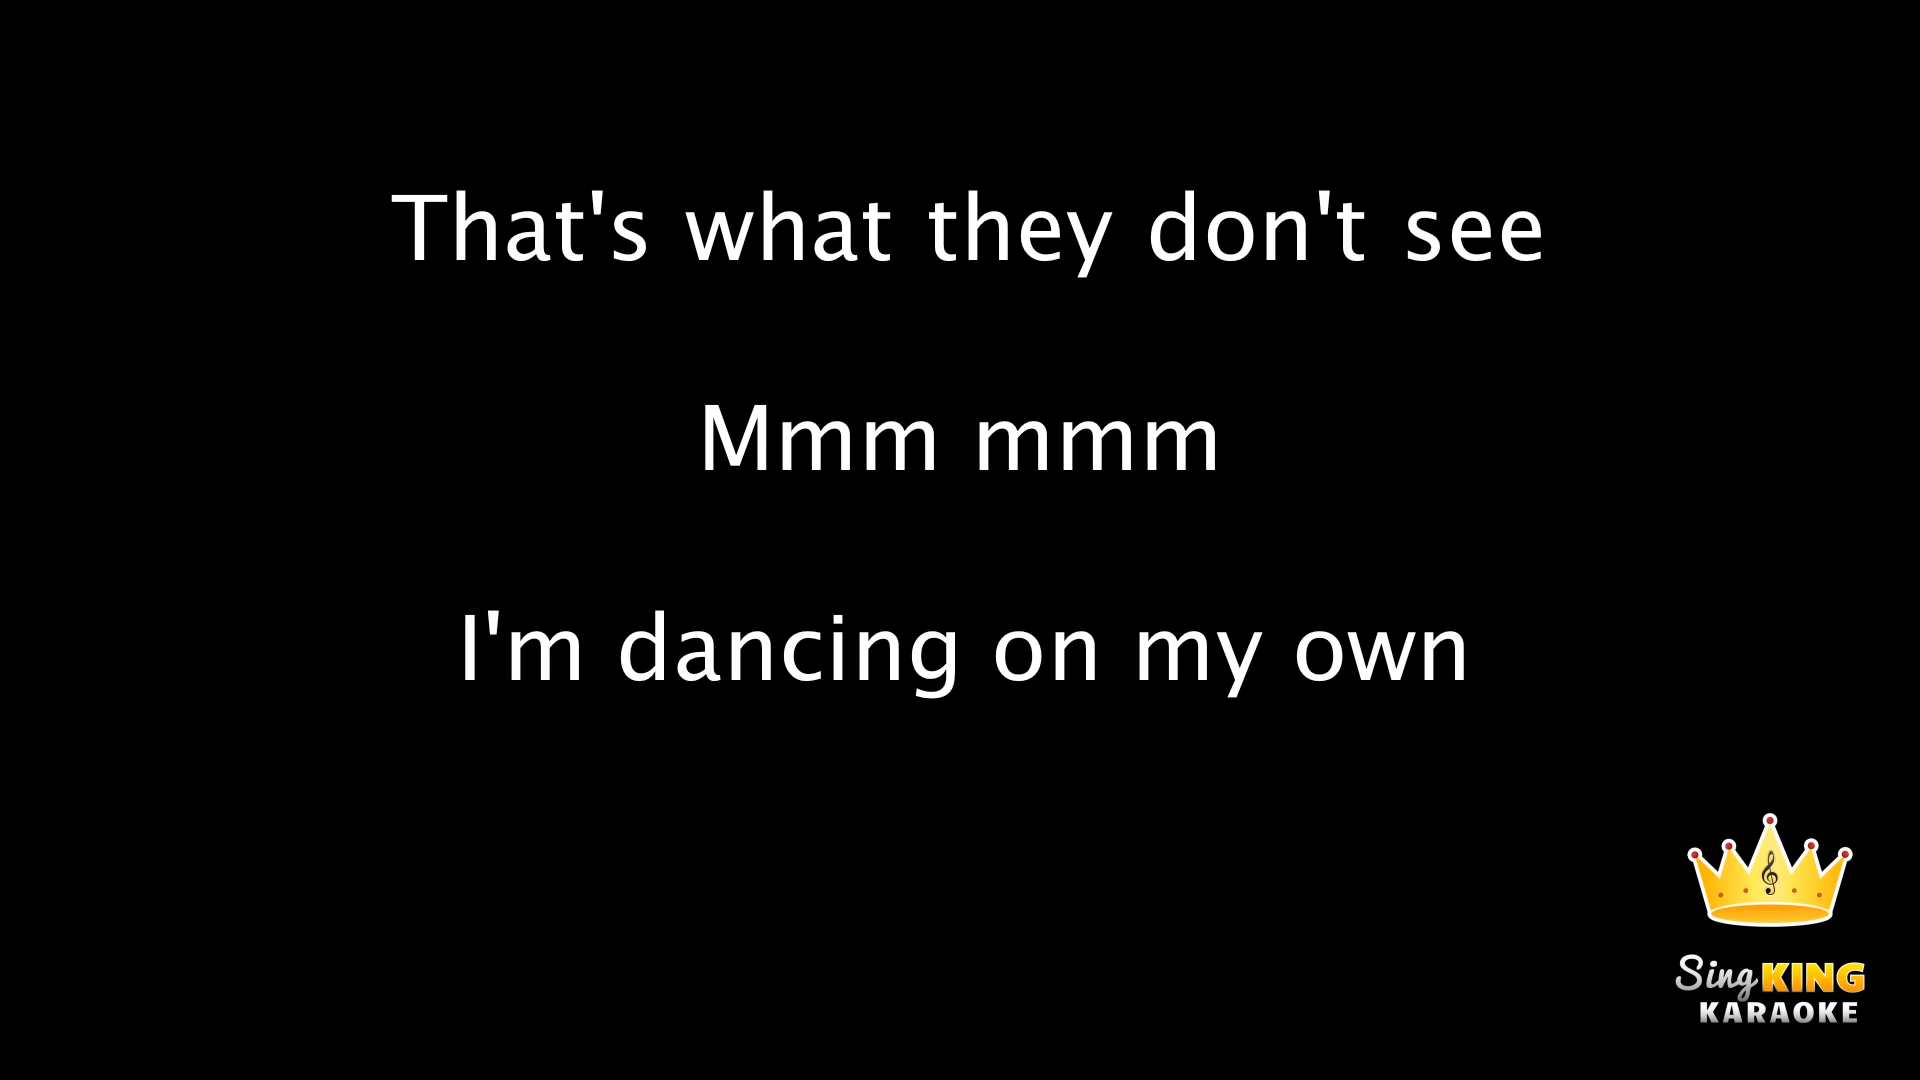 That's what they don't see
Mmm mmm
I'm dancing on my own
Sing KING
KARAOKE